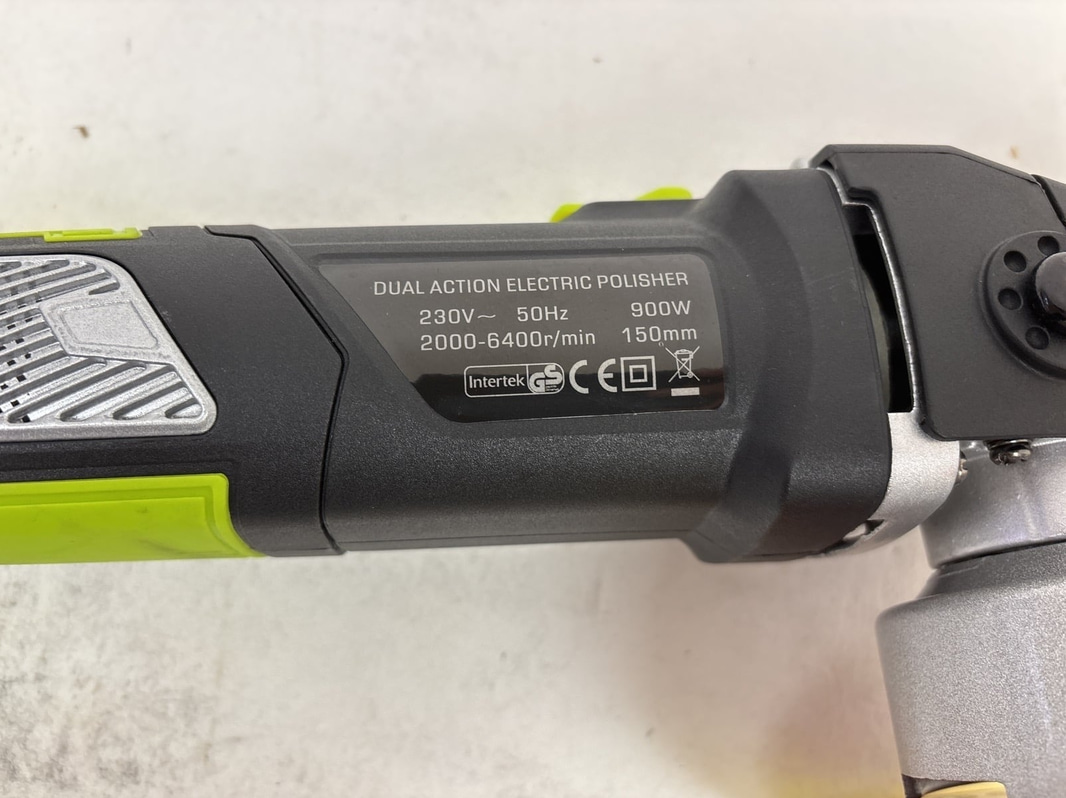 DUAL ACTION ELECTRIC POLISHER
230V~ 50Hz 900W
2000-6400r/min 150mm
Intertek GS CE